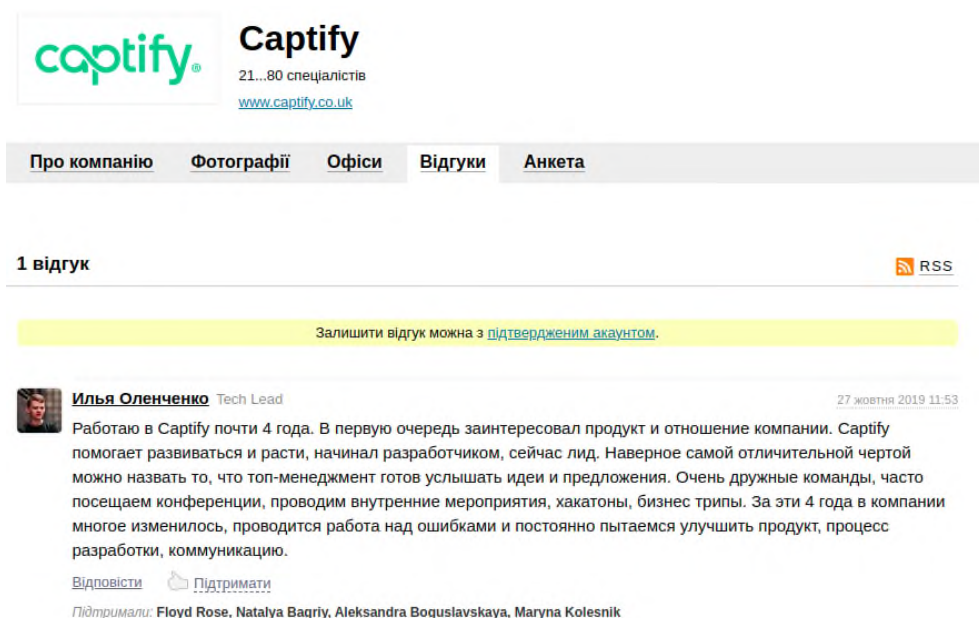 captify®
Captify
21...80 спеціалістів
www.captify.co.uk
Про компанію Фотографії Офіси Відгуки Анкета
1 відгук
RSS
Залишити відгук можна з підтвердженим акаунтом.
Илья Оленченко Tech Lead
27 жовтня 2019 11:53
Работаю в Captify почти 4 года. В первую очередь заинтересовал продукт и отношение компании. Captify
помогает развиваться и расти, начинал разработчиком, сейчас лид. Наверное самой отличительной чертой
можно назвать то, что топ-менеджмент готов услышать идеи и предложения. Очень дружные команды, часто
посещаем конференции, проводим внутренние мероприятия, хакатоны, бизнес трипы. За эти 4 года в компании
многое изменилось, проводится работа над ошибками и постоянно пытаемся улучшить продукт, процесс
разработки, коммуникацию.
Відповісти Підтримати
Підтримали: Floyd Rose, Natalya Bagriy, Aleksandra Boguslavskaya, Maryna Kolesnik